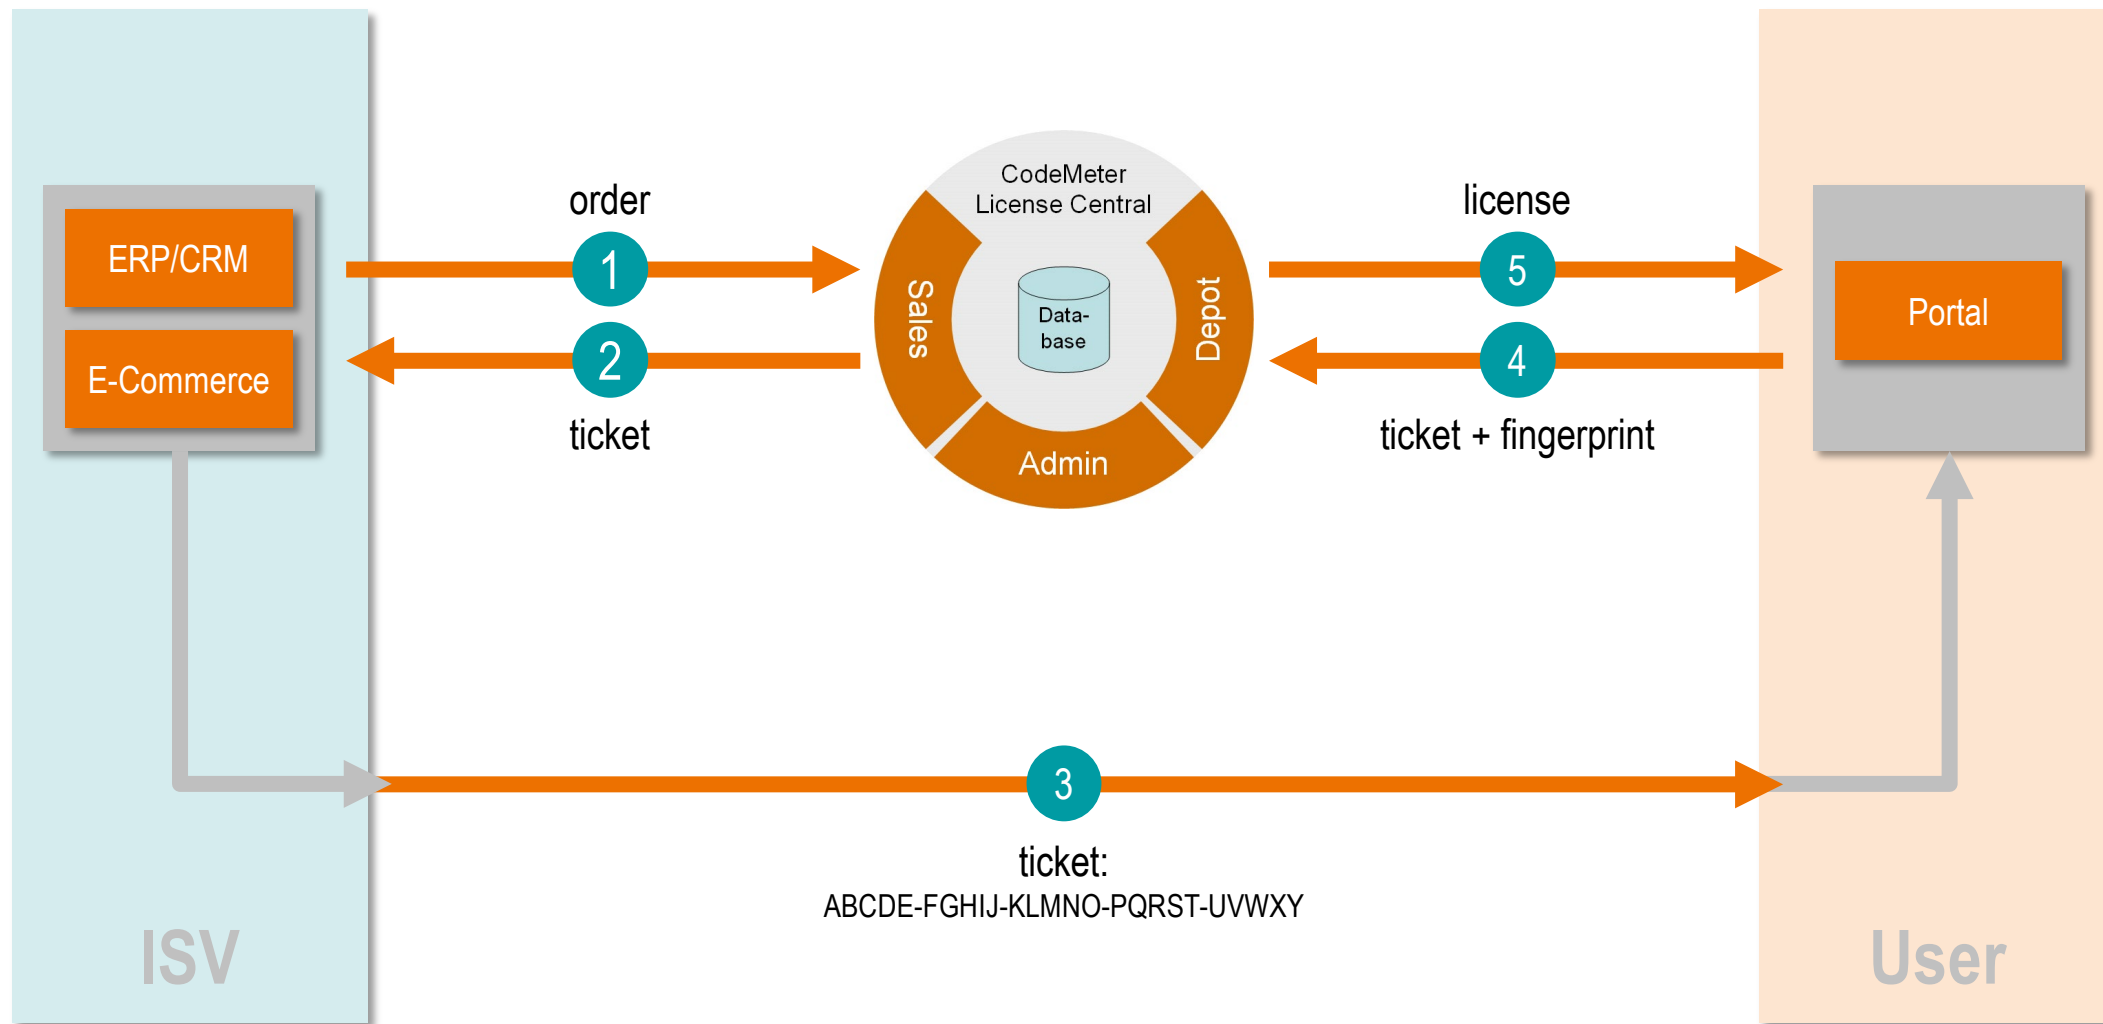 ERP/CRM
E-Commerce
ISV
order
1
2
ticket
CodeMeter
License Central
Sales
Data-
base
Depot
Admin
license
5
4
ticket + fingerprint
Portal
3
ticket:
ABCDE-FGHIJ-KLMNO-PQRST-UVWXY
User